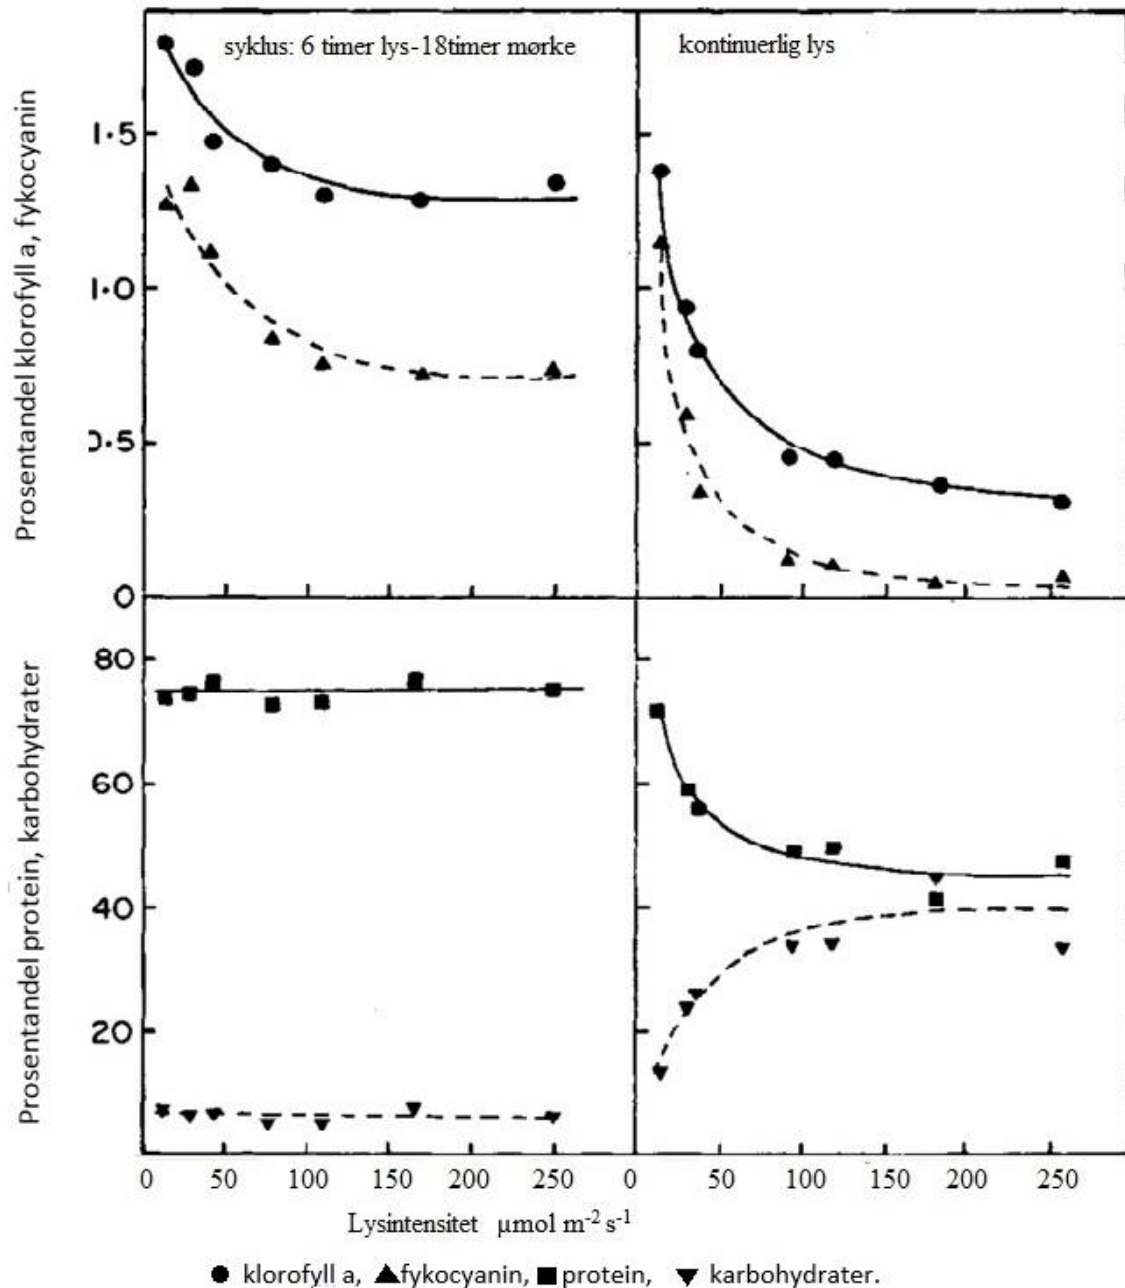 syklus: 6 timer lys-18timer mørke
kontinuerlig lys
Prosentandel klorofyll a, fykocyanin
1.5
1.0
0.5
0
Prosentandel protein, karbohydrater
80
60
40
20
0 50 100 150 200 250 0 50 100 150 200 250
Lysintensitet µmol m-2 s-1
klorofyll a, fykocyanin, protein, karbohydrater.